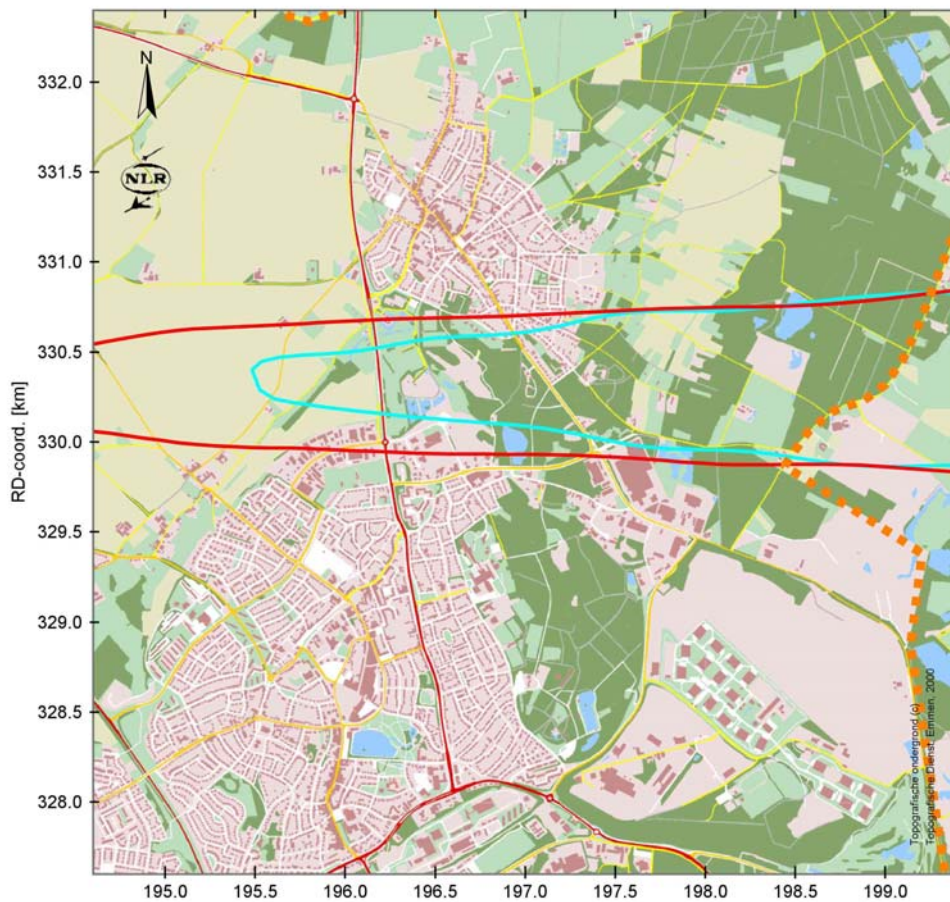 332.0
N
331.5
NLR
331.0
330.5
RD-coord. [km]
330.0
329.5
329.0
328.5
328.0
Topografische ondergrond (c)
Topografische Dienst, Emmen, 2000
195.0 195.5 196.0 196.5 197.0 197.5 198.0 198.5 199.0